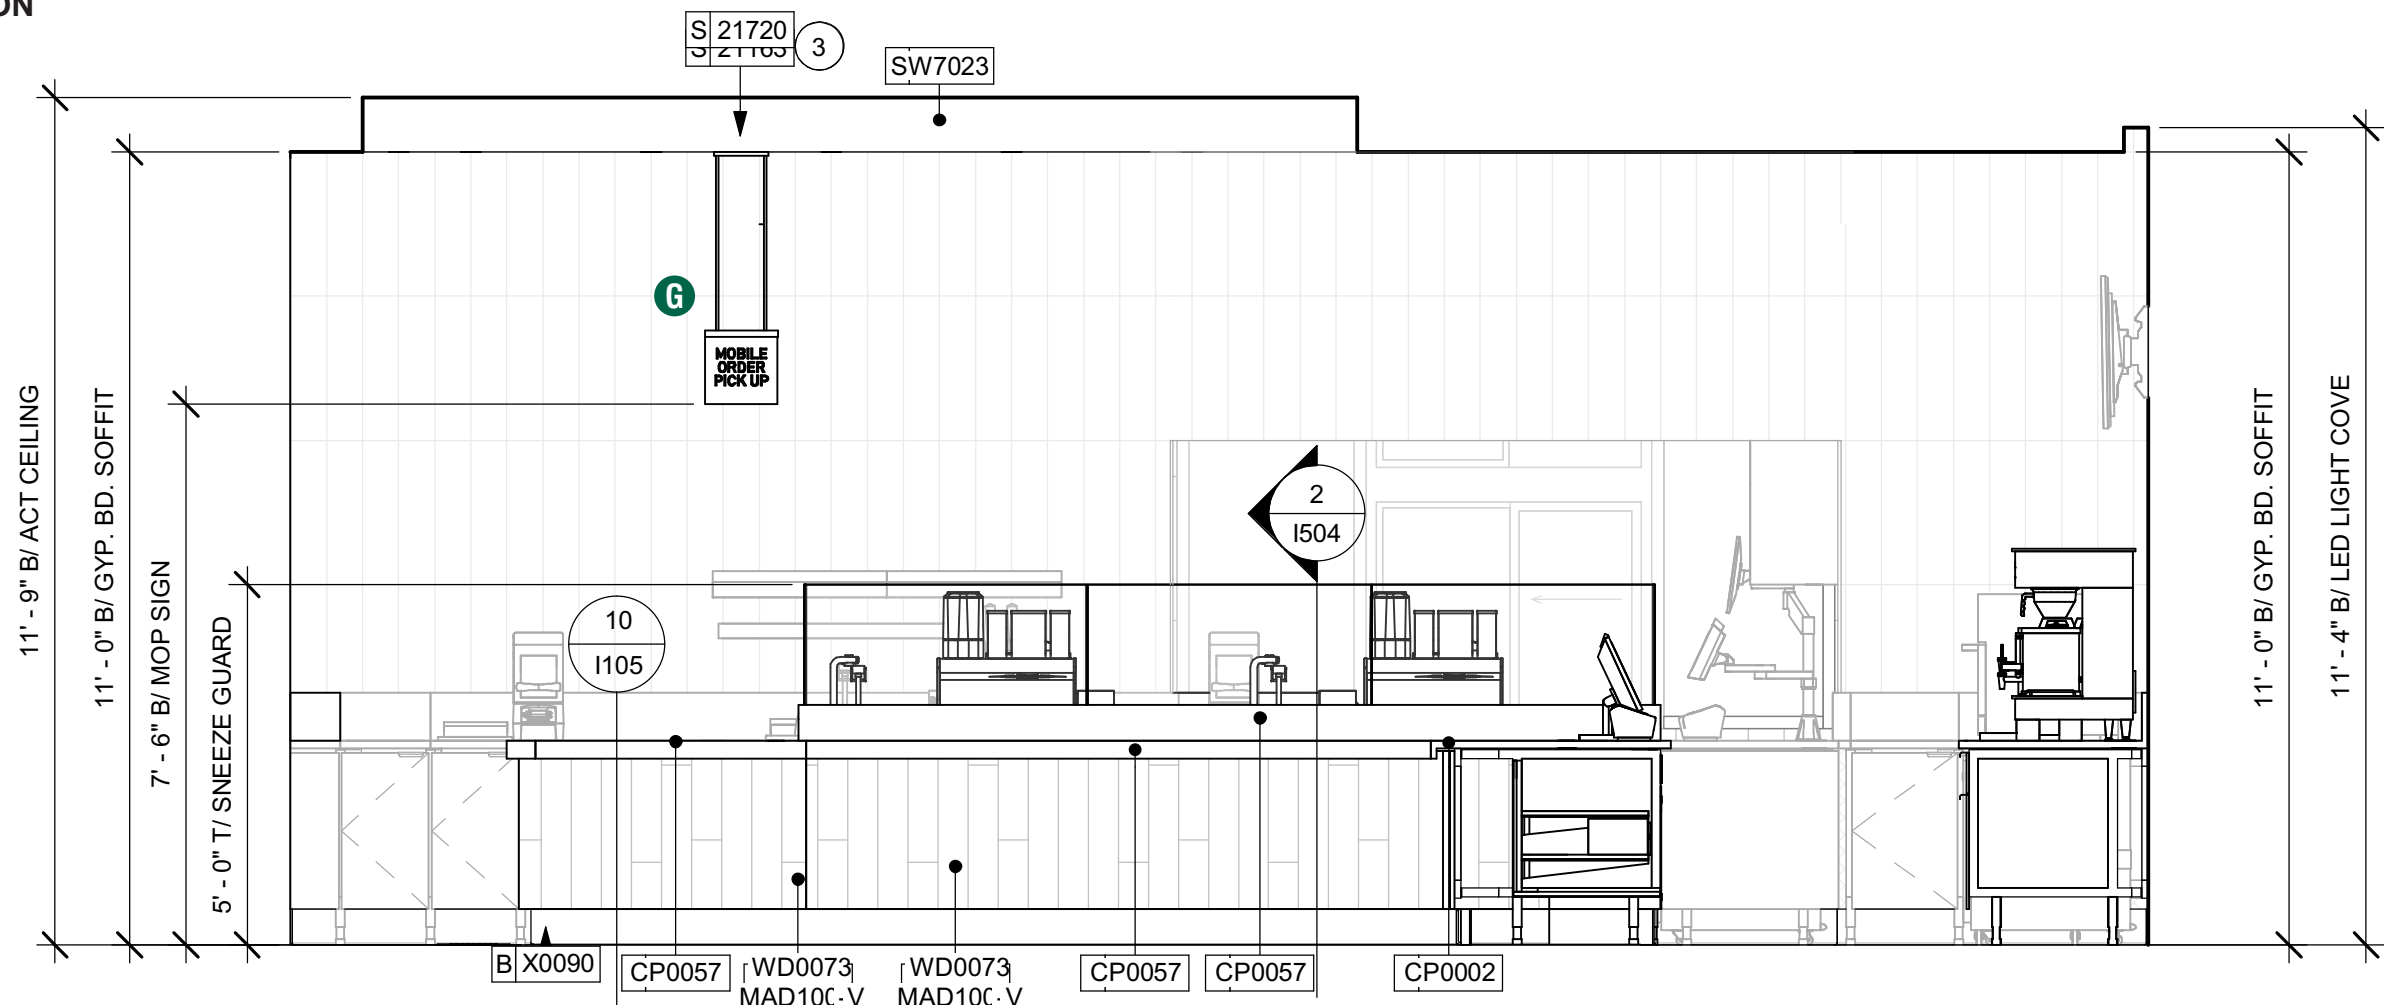 ON
S 21720
S 21163
3
SW7023
G
MOBILE
ORDER
PICK UP
11' - 9" B/ ACT CEILING
11' - 0" B/ GYP. BD. SOFFIT
7' - 6" B/ MOP SIGN
5' - 0" T/ SNEEZE GUARD
2
I504
10
I105
11' - 0" B/ GYP. BD. SOFFIT
11' - 4" B/ LED LIGHT COVE
B X0090
CP0057
WD0073
WD0073
CP0057
CP0057
CP0002